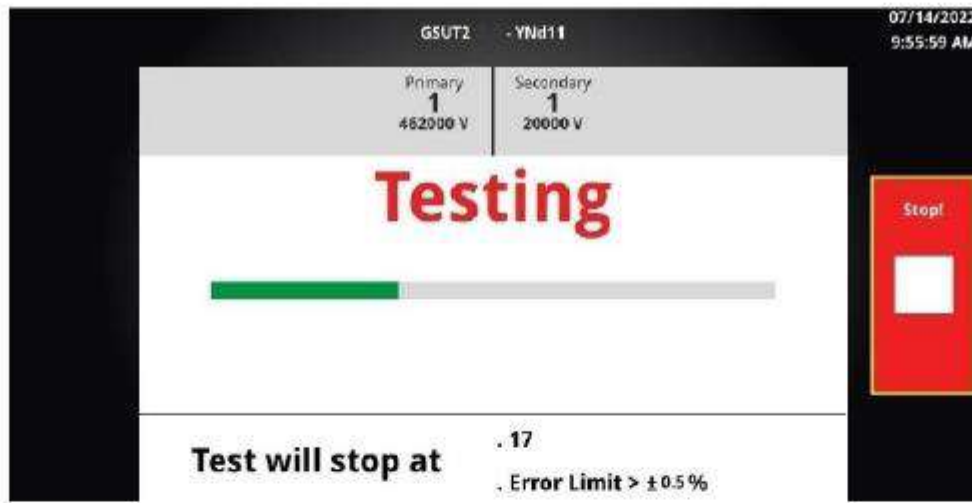 GSUT2 - YNd11
07/14/2022
9:55:59 AM
Primary
1
462000 V
Secondary
1
20000 V
Testing
Stop!
Test will stop at
. 17
. Error Limit > ±0.5%